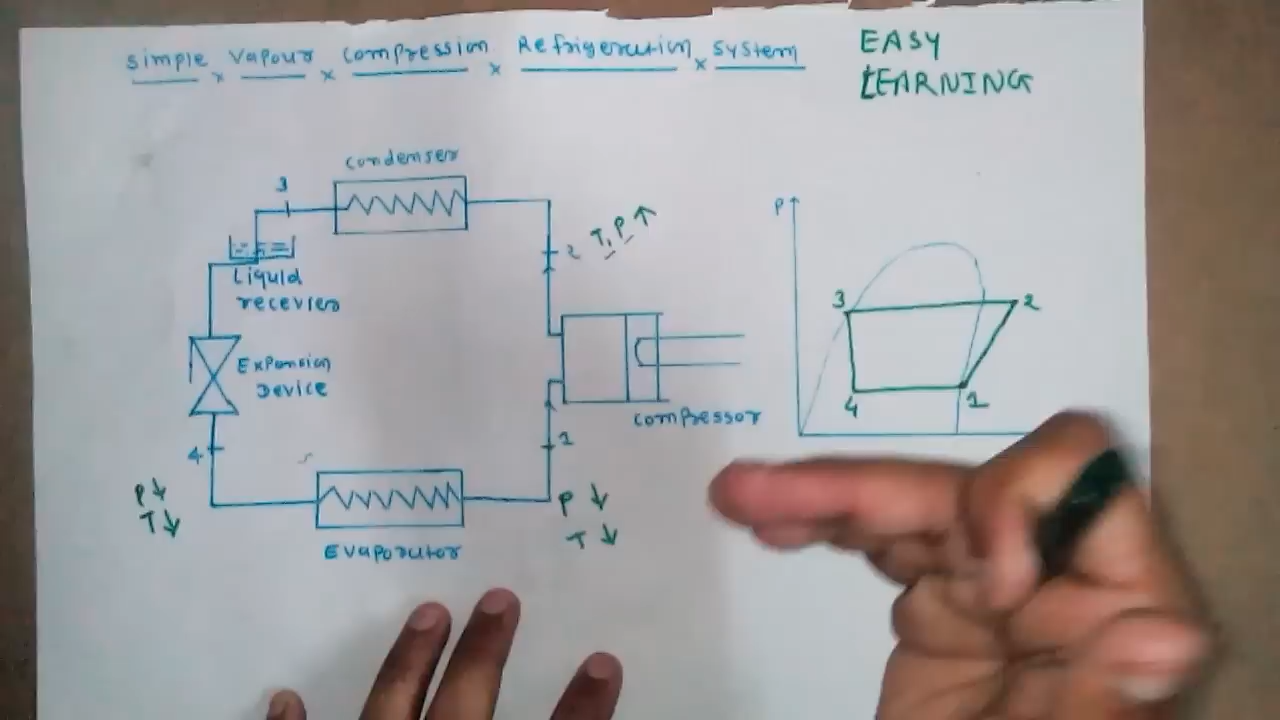 simple vapour compression Refrigeration system
EASY
LEARNING
condenser
3
2 T, P ↑
Liquid
recevier
Expansion
Device
compressor
4
1
P ↓
T ↓
P ↓
T ↓
Evaporator
P
3
2
4
1